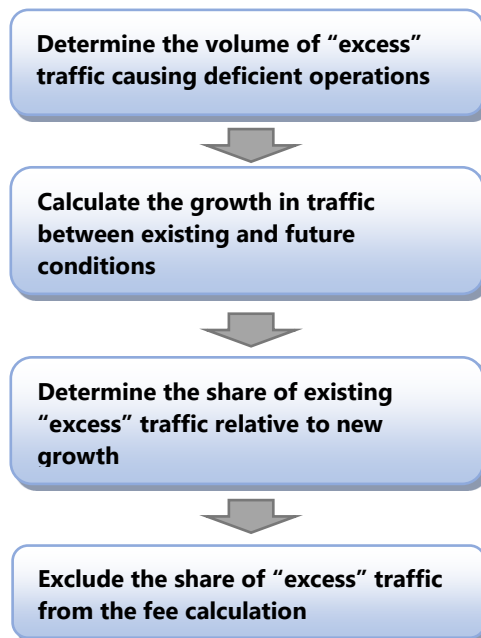 Determine the volume of “excess”
traffic causing deficient operations
Calculate the growth in traffic
between existing and future
conditions
Determine the share of existing
“excess” traffic relative to new
growth
Exclude the share of “excess” traffic
from the fee calculation